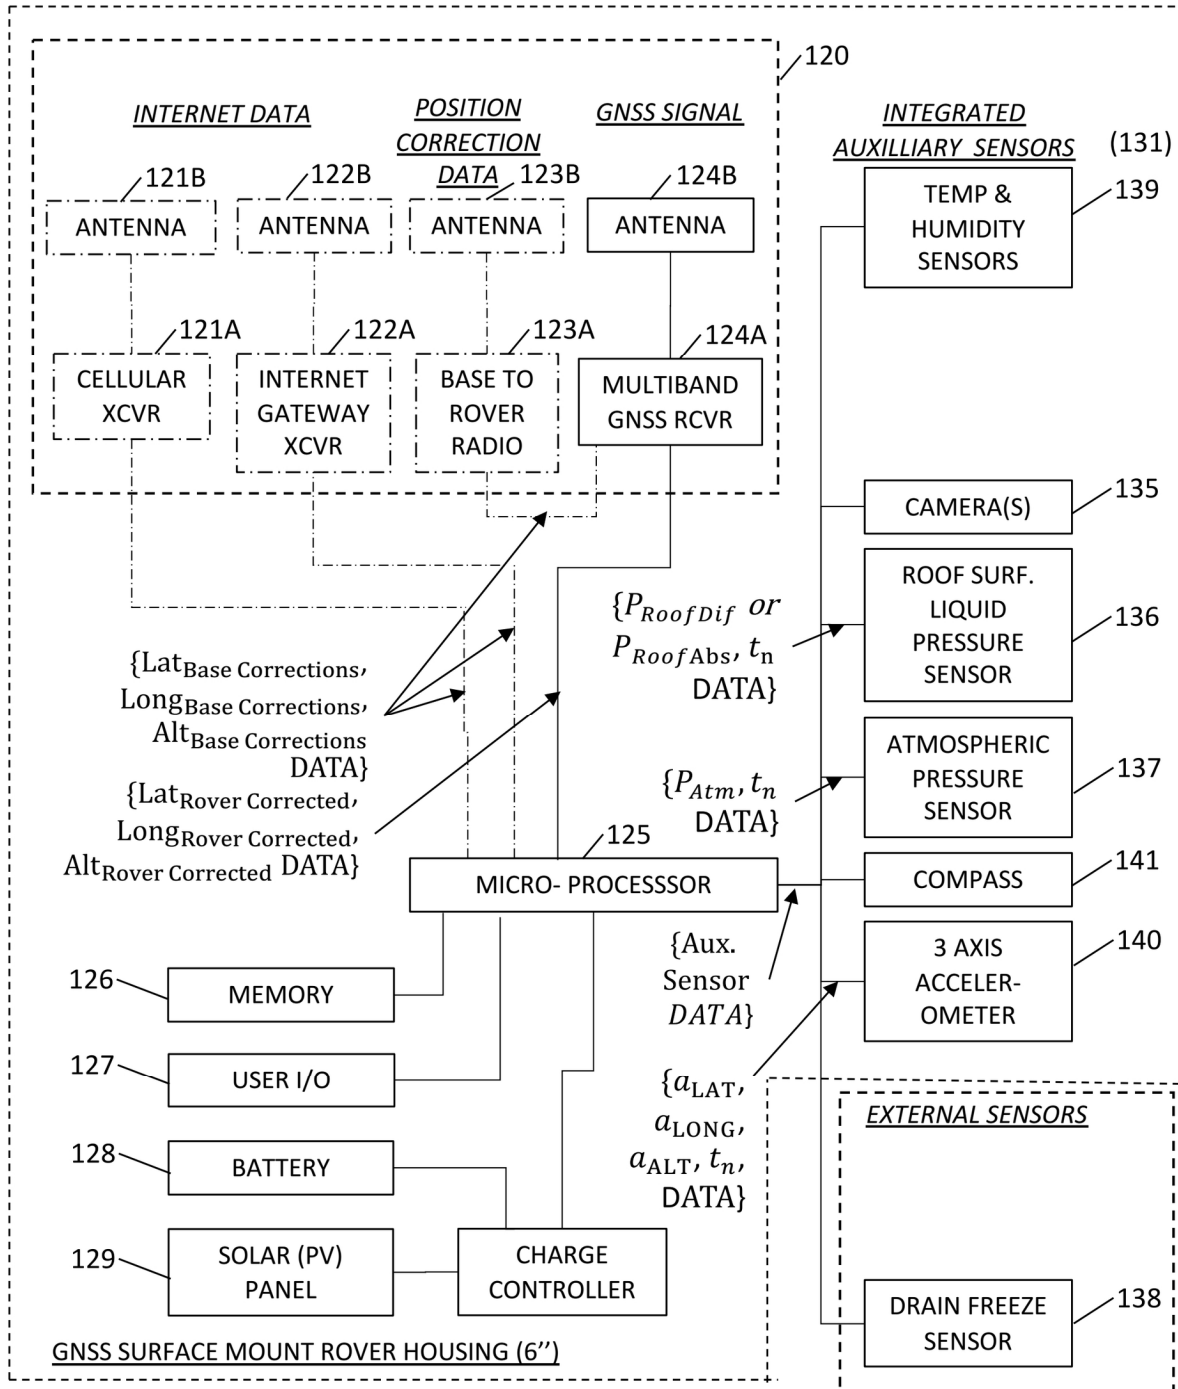 120
INTERNET DATA
POSITION
CORRECTION
DATA
GNSS SIGNAL
INTEGRATED
AUXILLIARY SENSORS
(131)
121B
122B
123B
124B
ANTENNA
ANTENNA
ANTENNA
ANTENNA
TEMP &
HUMIDITY
SENSORS
139
121A
122A
123A
124A
CELLULAR
XCVR
INTERNET
GATEWAY
XCVR
BASE TO
ROVER
RADIO
MULTIBAND
GNSS RCVR
CAMERA(S)
135
ROOF SURF.
LIQUID
PRESSURE
SENSOR
136
{P_RoofDif or
P_RoofAbs, t_n
DATA}
{Lat_Base Corrections,
Long_Base Corrections,
Alt_Base Corrections
DATA}
ATMOSPHERIC
PRESSURE
SENSOR
137
{P_Atm, t_n
DATA}
{Lat_Rover Corrected,
Long_Rover Corrected,
Alt_Rover Corrected DATA}
125
MICRO- PROCESSSOR
COMPASS
141
{Aux.
Sensor
DATA}
3 AXIS
ACCELER-
OMETER
140
126
MEMORY
127
USER I/O
{a_LAT,
a_LONG,
a_ALT, t_n,
DATA}
128
BATTERY
129
SOLAR (PV)
PANEL
CHARGE
CONTROLLER
EXTERNAL SENSORS
DRAIN FREEZE
SENSOR
138
GNSS SURFACE MOUNT ROVER HOUSING (6’’)